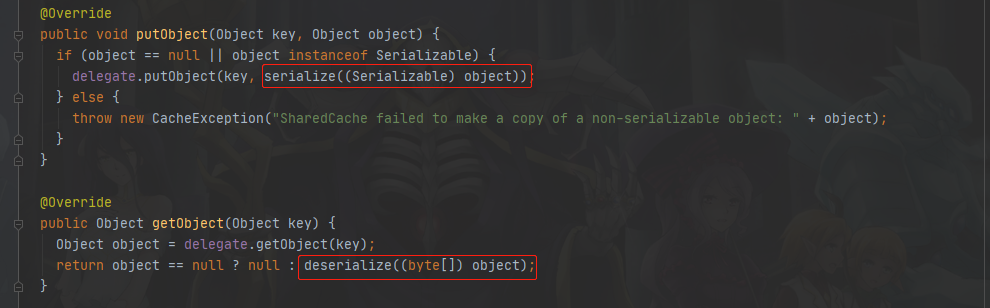 @Override
public void putObject(Object key, Object object) {
if (object == null || object instanceof Serializable) {
delegate.putObject(key, serialize((Serializable) object));
} else {
throw new CacheException("SharedCache failed to make a copy of a non-serializable object: " + object);
}
}
@Override
public Object getObject(Object key) {
Object object = delegate.getObject(key);
return object == null ? null : deserialize((byte[]) object);
}